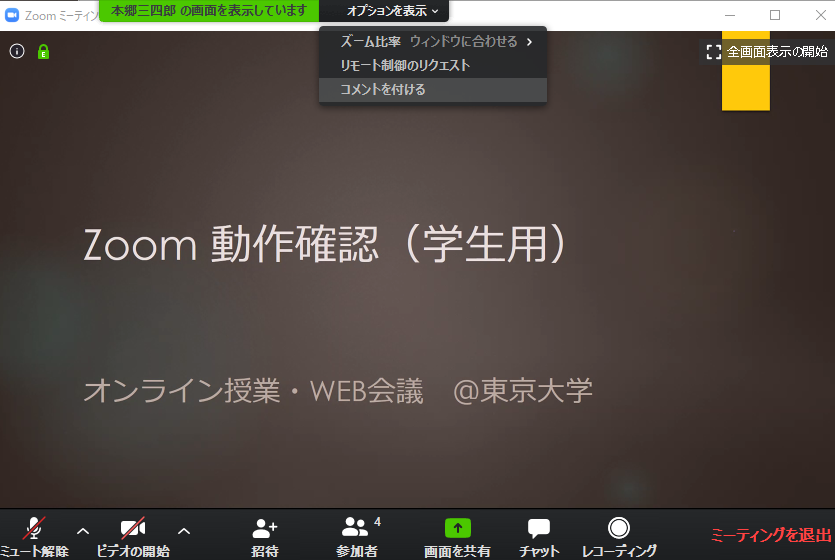 Zoom ミーティン
本郷三四郎 の画面を表示しています
オプションを表示
ズーム比率 ウィンドウに合わせる
リモート制御のリクエスト
コメントを付ける
全画面表示の開始
E
Zoom 動作確認（学生用）
オンライン授業・WEB会議 @東京大学
4
ミュート解除 ビデオの開始 招待 参加者 画面を共有 チャット レコーディング ミーティングを退出